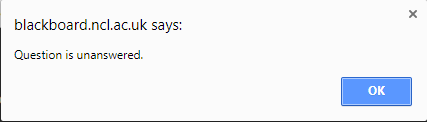 blackboard.ncl.ac.uk says:
Question is unanswered.
OK